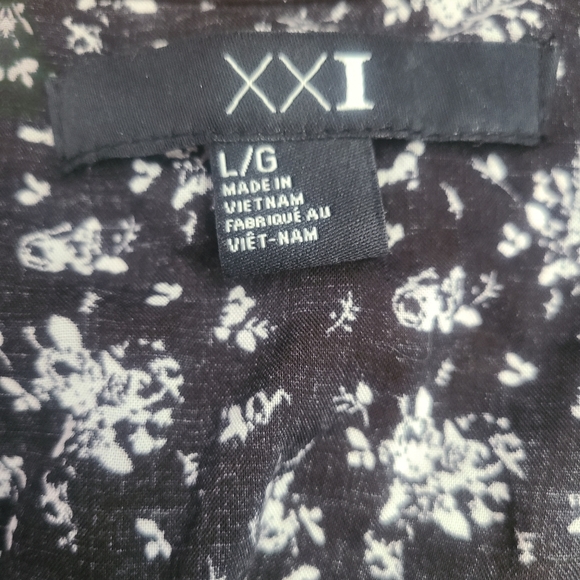 XXI
L/G
MADE IN
VIETNAM
FABRIQUÉ AU
VIÊT-NAM